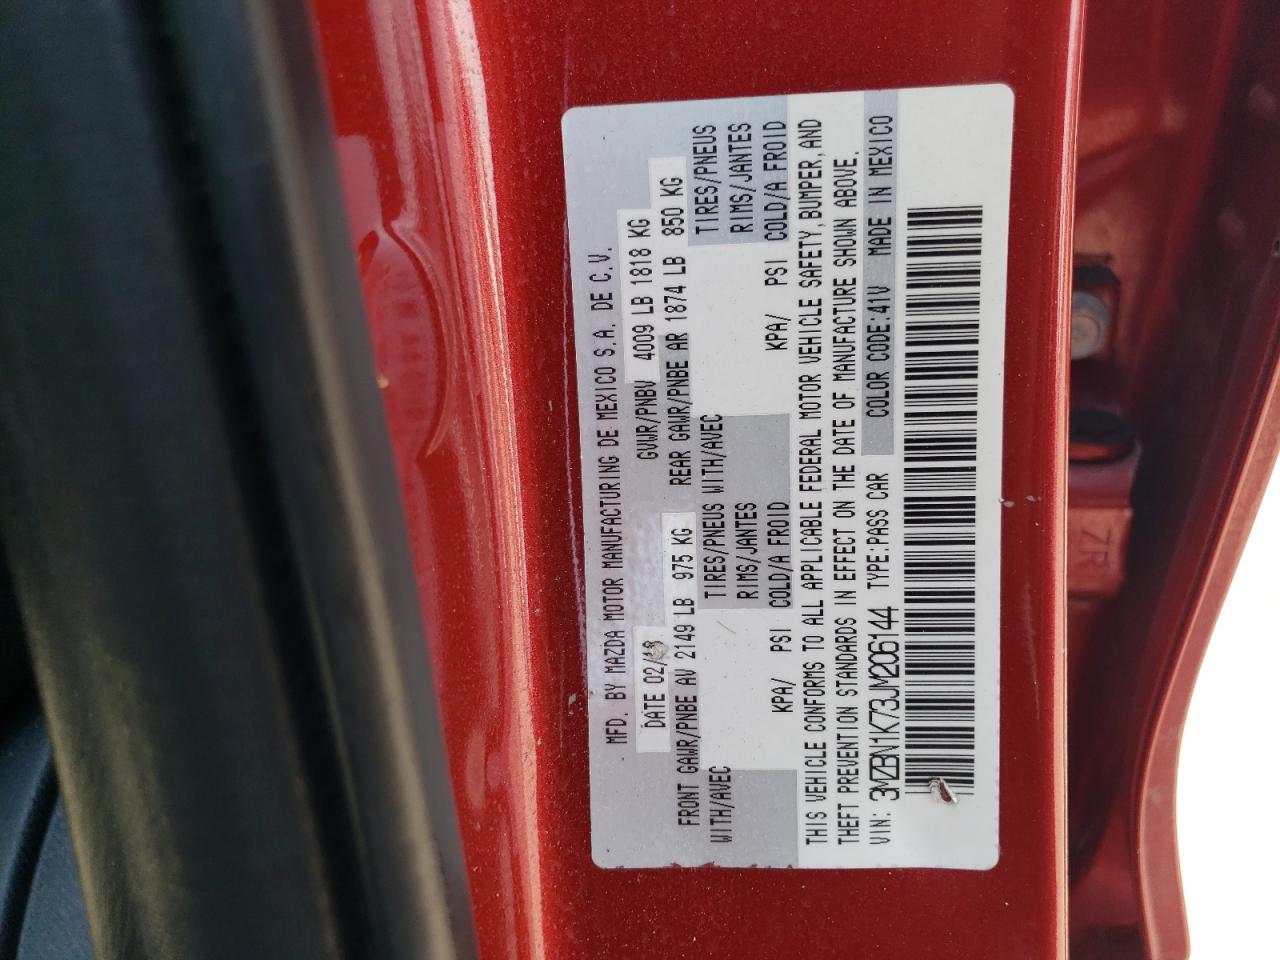 MFD. BY MAZDA MOTOR MANUFACTURING DE MEXICO S.A. DE C.V.
DATE 02/18 GVWR/PNBV 4009 LB 1818 KG
FRONT GAWR/PNBE AV 2149 LB 975 KG REAR GAWR/PNBE AR 1874 LB 850 KG
WITH/AVEC TIRES/PNEUS WITH/AVEC TIRES/PNEUS
RIMS/JANTES RIMS/JANTES
KPA/ PSI COLD/A FROID KPA/ PSI COLD/A FROID
THIS VEHICLE CONFORMS TO ALL APPLICABLE FEDERAL MOTOR VEHICLE SAFETY, BUMPER, AND
THEFT PREVENTION STANDARDS IN EFFECT ON THE DATE OF MANUFACTURE SHOWN ABOVE.
VIN: 3MZBN1K73JM206144 TYPE:PASS CAR COLOR CODE:41V MADE IN MEXICO
ZR